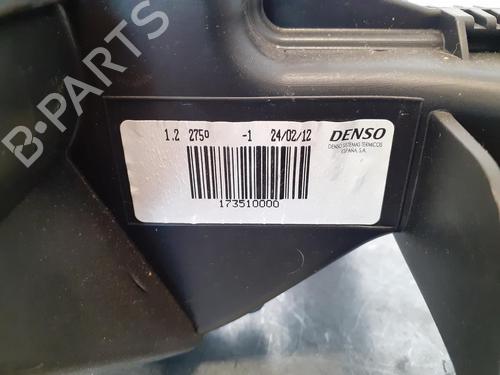 B-PARTS
1.2 275º -1 24/02/12 DENSO
DENSO SISTEMAS TERMICOS
ESPAÑA, S.A.
173510000